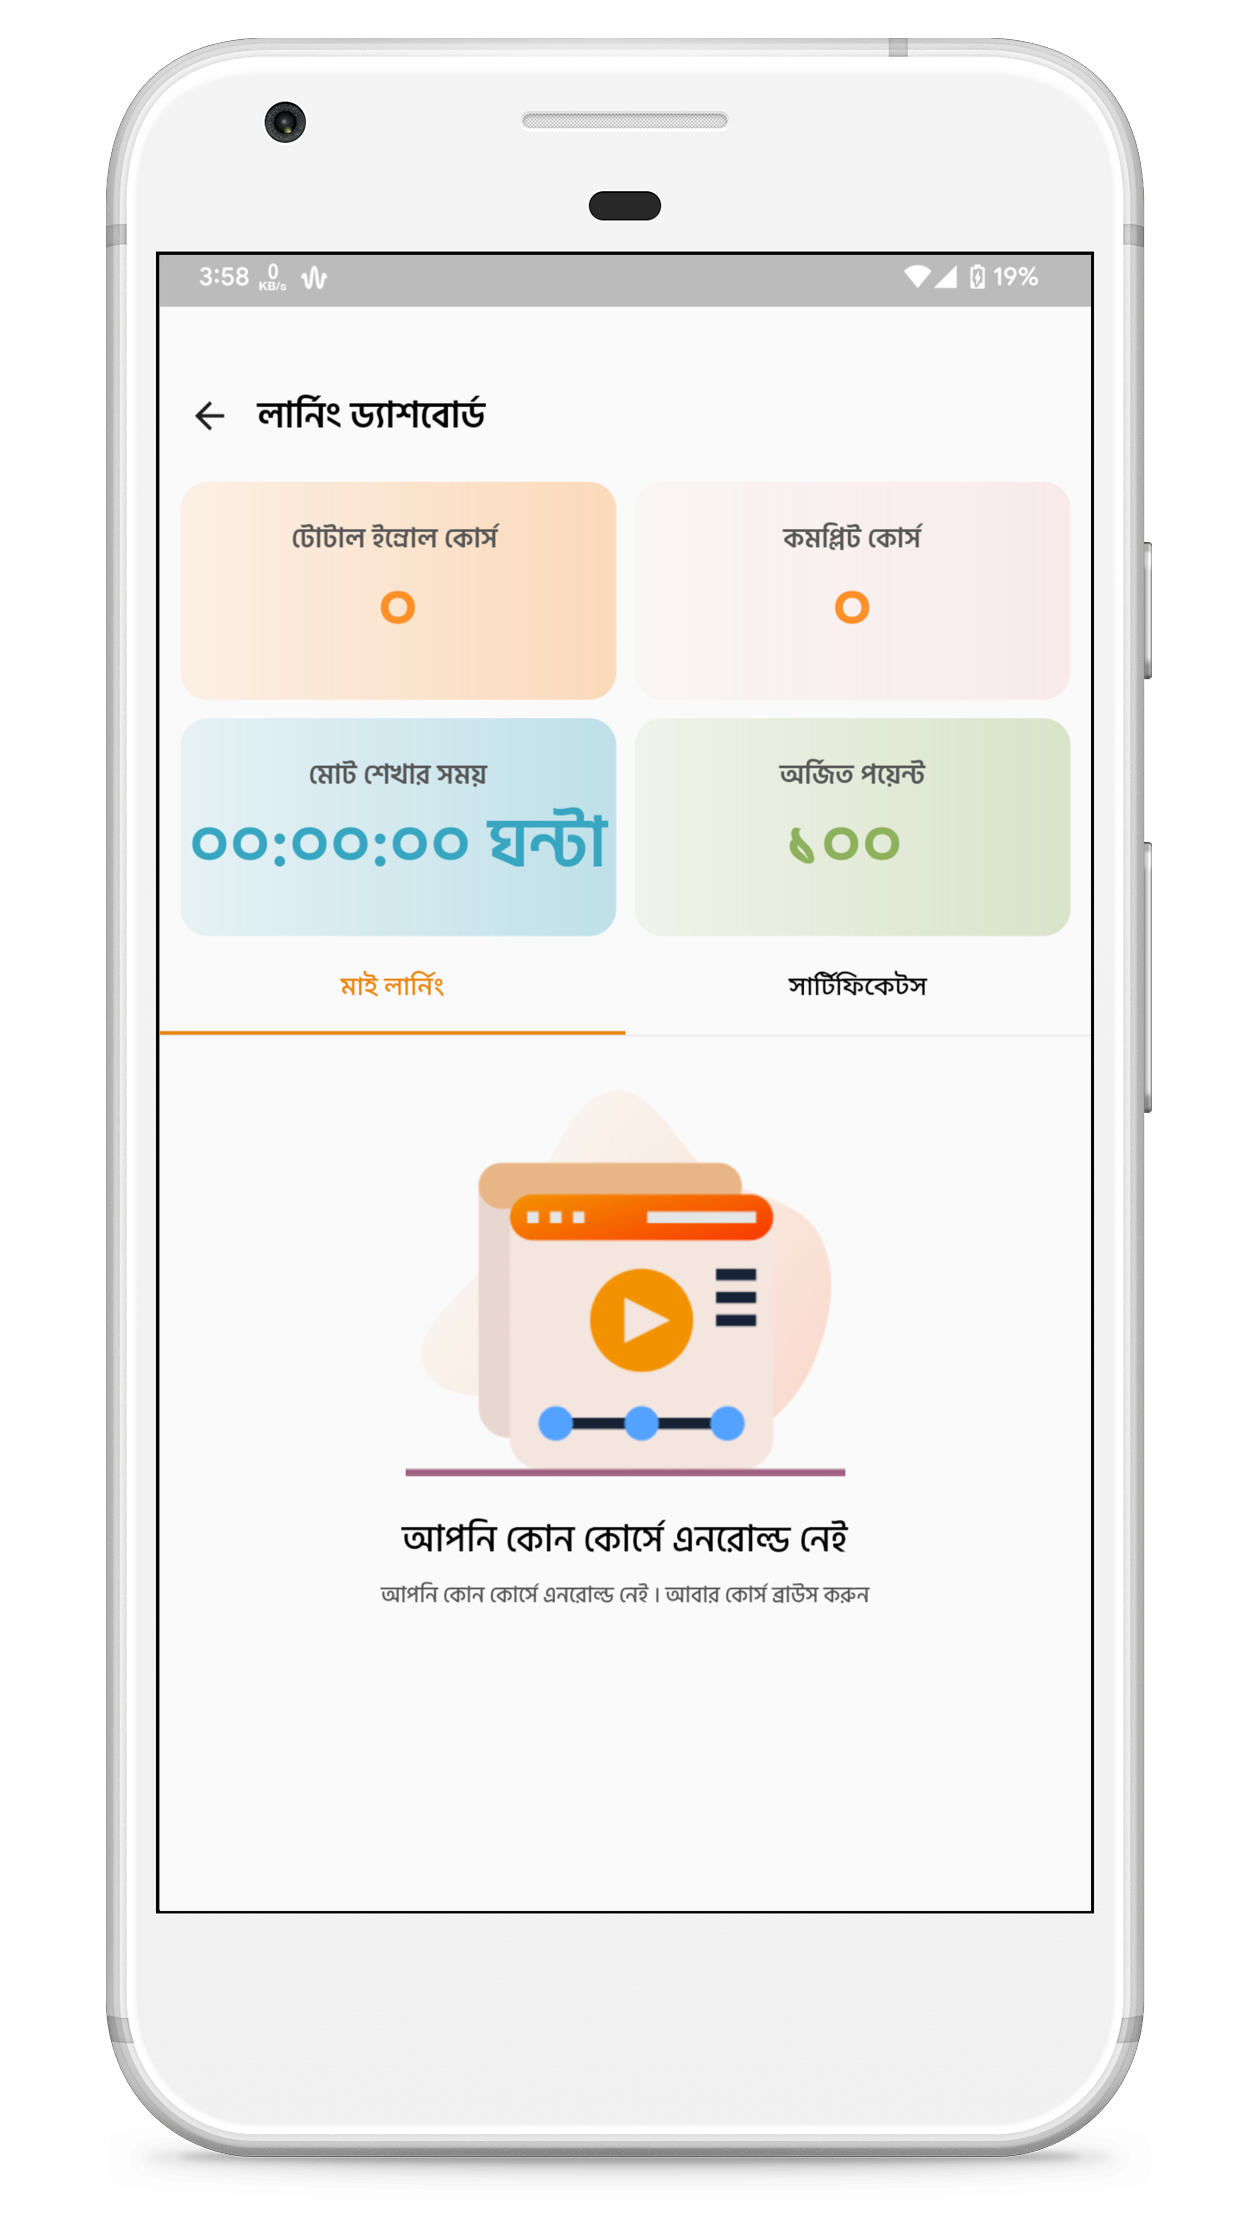 3:58 0 KB/s 19%
লার্নিং ড্যাশবোর্ড
টোটাল ইনরোল কোর্স
০
কমপ্লিট কোর্স
০
মোট শেখার সময়
০০:০০:০০ ঘন্টা
অর্জিত পয়েন্ট
১০০
মাই লার্নিং
সার্টিফিকেটস
আপনি কোন কোর্সে এনরোল্ড নেই
আপনি কোন কোর্সে এনরোল্ড নেই । আবার কোর্স ব্রাউস করুন